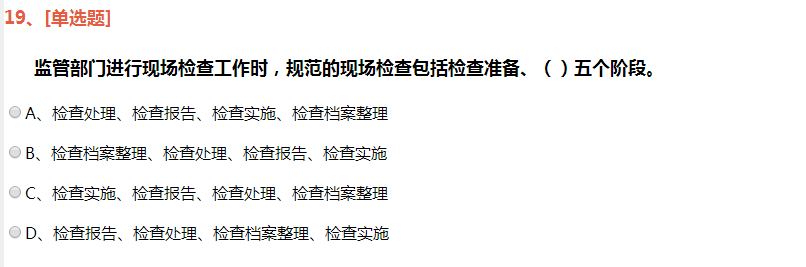 19、[单选题]
监管部门进行现场检查工作时，规范的现场检查包括检查准备、（ ）五个阶段。
A、检查处理、检查报告、检查实施、检查档案整理
B、检查档案整理、检查处理、检查报告、检查实施
C、检查实施、检查报告、检查处理、检查档案整理
D、检查报告、检查处理、检查档案整理、检查实施